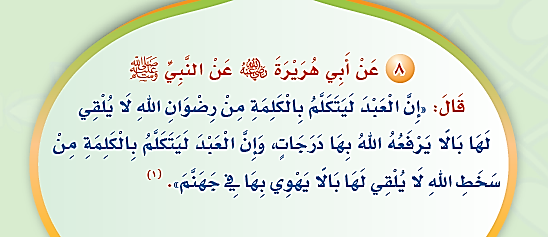 ٨ عَنْ أَبِي هُرَيْرَةَ ﵁ عَنْ النَّبِيِّ ﷺ
قَالَ: «إِنَّ الْعَبْدَ لَيَتَكَلَّمُ بِالْكَلِمَةِ مِنْ رِضْوَانِ اللهِ لَا يُلْقِي
لَهَا بَالًا يَرْفَعُهُ اللهُ بِهَا دَرَجَاتٍ، وَإِنَّ الْعَبْدَ لَيَتَكَلَّمُ بِالْكَلِمَةِ مِنْ
سَخَطِ اللهِ لَا يُلْقِي لَهَا بَالًا يَهْوِي بِهَا فِي جَهَنَّمَ». (١)